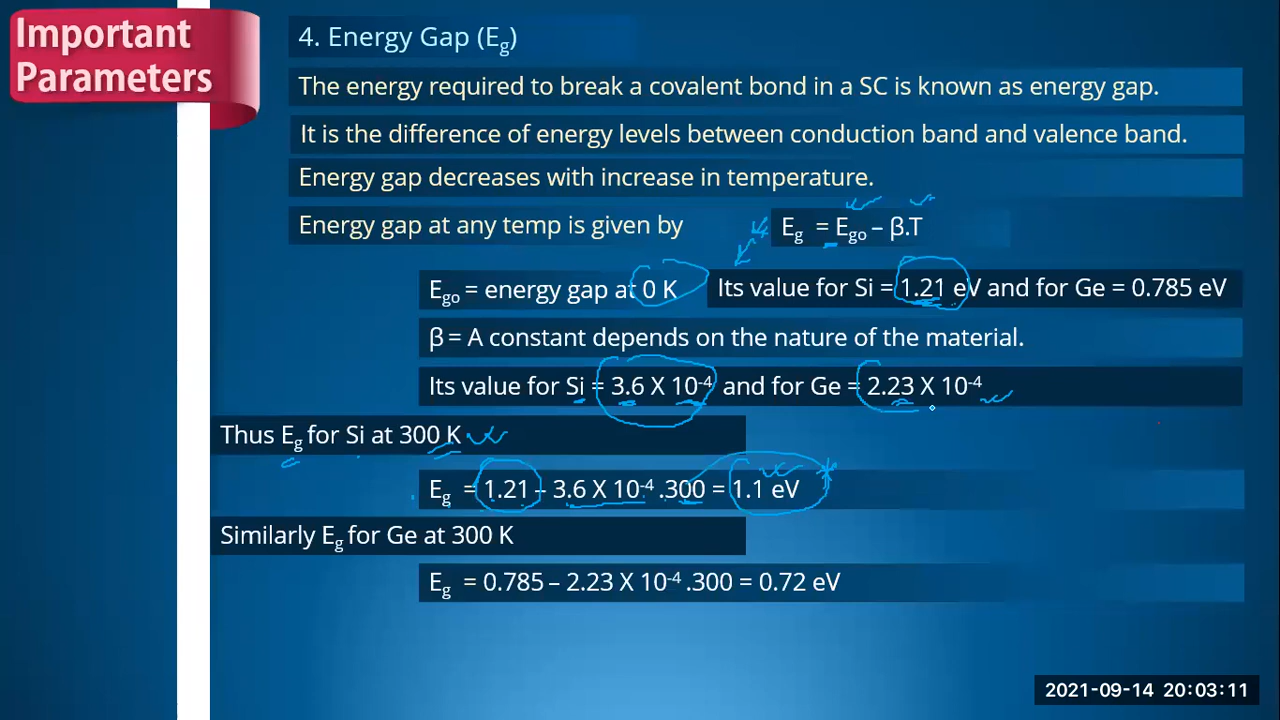 Important
Parameters
4. Energy Gap (Eg)
The energy required to break a covalent bond in a SC is known as energy gap.
It is the difference of energy levels between conduction band and valence band.
Energy gap decreases with increase in temperature.
Energy gap at any temp is given by Eg = Ego – β.T
Ego = energy gap at 0 K Its value for Si = 1.21 eV and for Ge = 0.785 eV
β = A constant depends on the nature of the material.
Its value for Si = 3.6 X 10⁻⁴ and for Ge = 2.23 X 10⁻⁴
Thus Eg for Si at 300 K
Eg = 1.21 – 3.6 X 10⁻⁴ .300 = 1.1 eV
Similarly Eg for Ge at 300 K
Eg = 0.785 – 2.23 X 10⁻⁴ .300 = 0.72 eV
2021-09-14 20:03:11